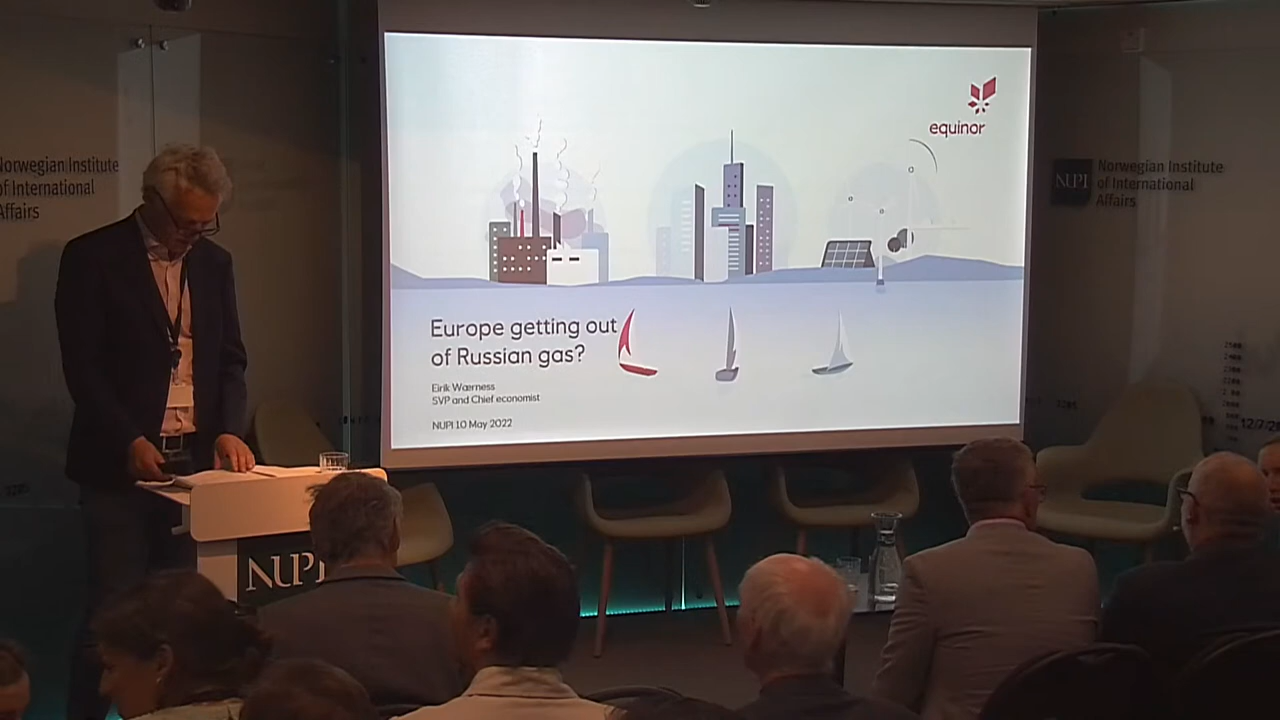 Norwegian Institute
of International
Affairs
equinor
Europe getting out
of Russian gas?
Eirik Wærness
SVP and Chief economist
NUPI 10 May 2022
NUPI
Norwegian Institute
of International
Affairs
NUPI